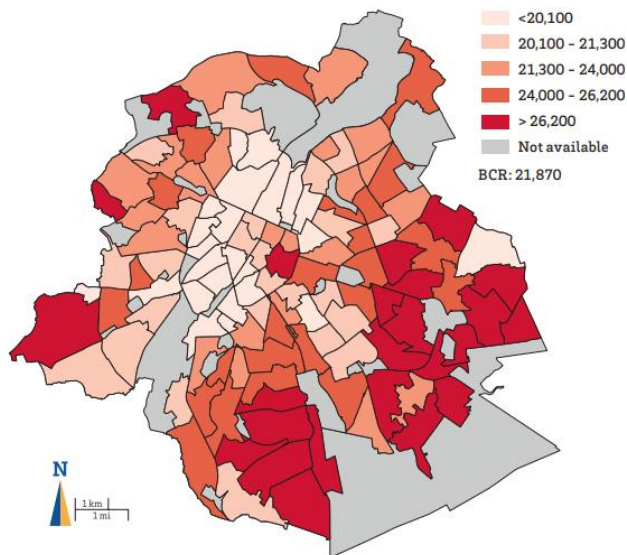 <20,100
20,100 – 21,300
21,300 – 24,000
24,000 – 26,200
> 26,200
Not available
BCR: 21,870
N
1 km
1 mi